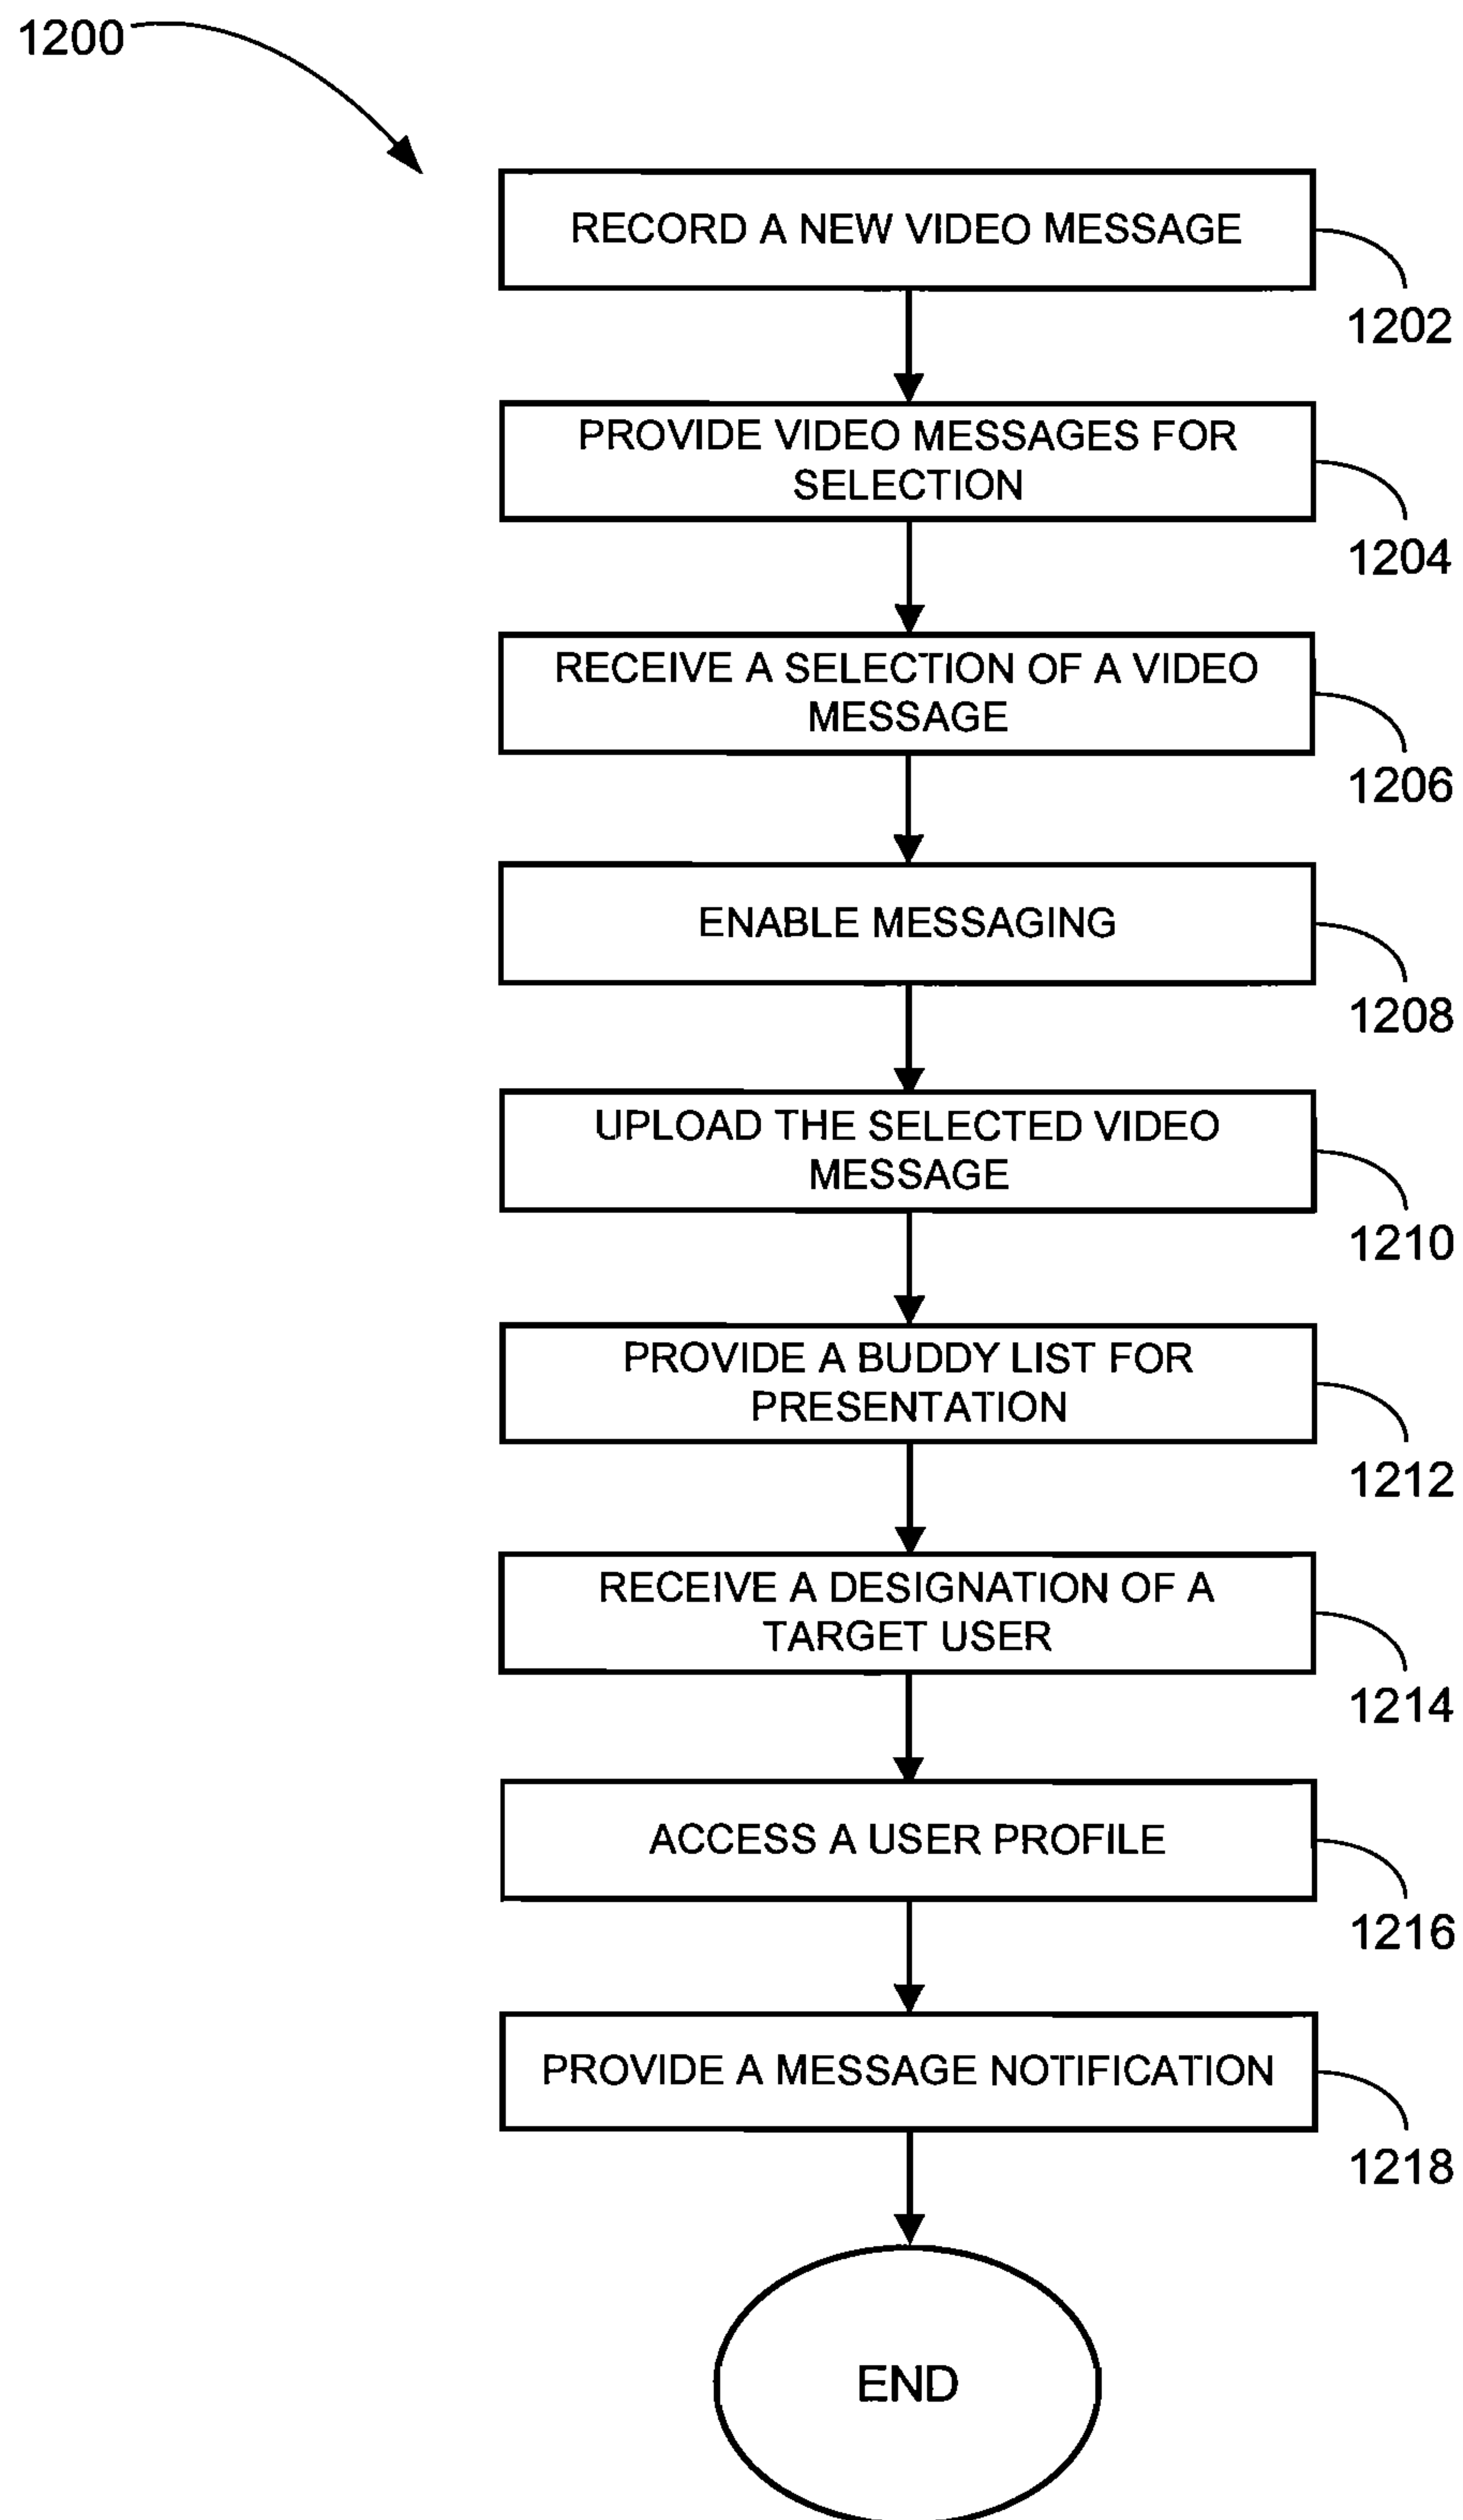 1200
RECORD A NEW VIDEO MESSAGE
1202
PROVIDE VIDEO MESSAGES FOR
SELECTION
1204
RECEIVE A SELECTION OF A VIDEO
MESSAGE
1206
ENABLE MESSAGING
1208
UPLOAD THE SELECTED VIDEO
MESSAGE
1210
PROVIDE A BUDDY LIST FOR
PRESENTATION
1212
RECEIVE A DESIGNATION OF A
TARGET USER
1214
ACCESS A USER PROFILE
1216
PROVIDE A MESSAGE NOTIFICATION
1218
END